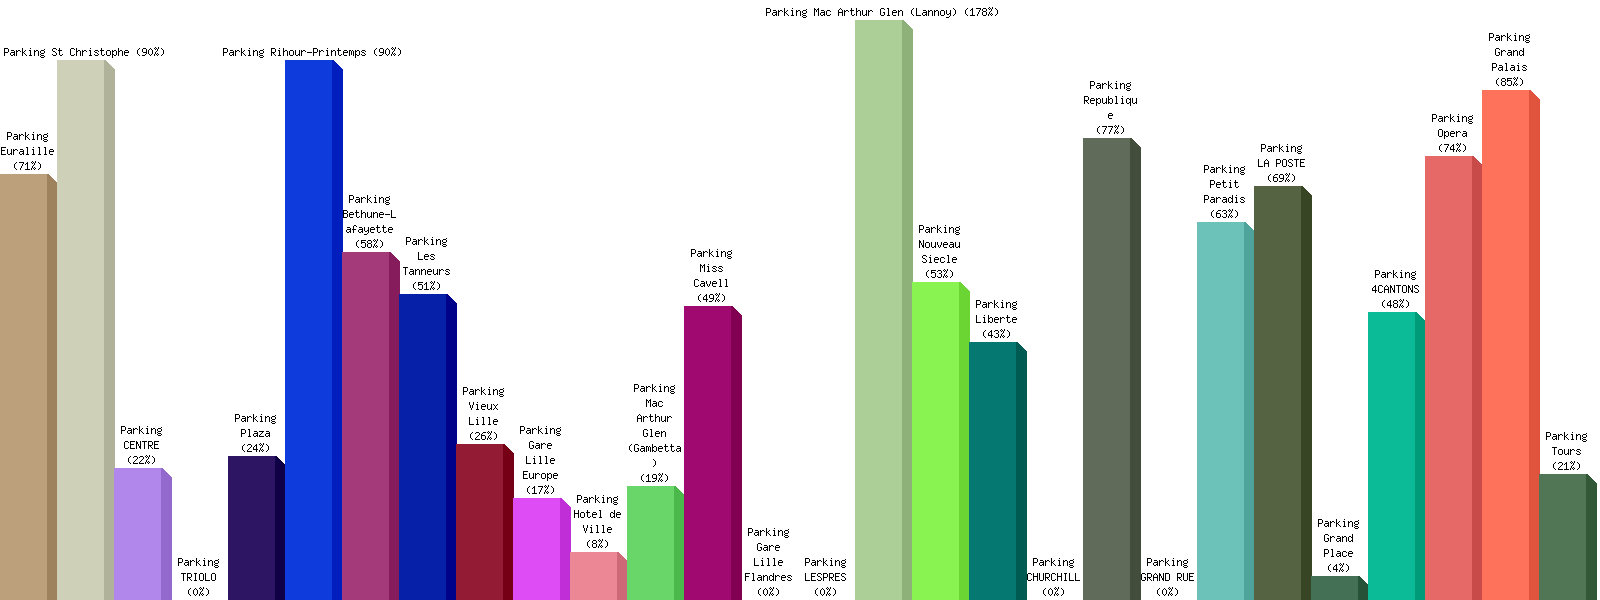 Parking St Christophe (90%)
Parking Rihour-Printemps (90%)
Parking Mac Arthur Glen (Lannoy) (178%)
Parking
Euralille
(71%)
Parking
CENTRE
(22%)
Parking
TRIOLO
(0%)
Parking
Plaza
(24%)
Parking
Bethune-L
afayette
(58%)
Parking
Les
Tanneurs
(51%)
Parking
Vieux
Lille
(26%)
Parking
Gare
Lille
Europe
(17%)
Parking
Hotel de
Ville
(8%)
Parking
Mac
Arthur
Glen
(Gambetta
)
(19%)
Parking
Miss
Cavell
(49%)
Parking
Gare
Lille
Flandres
(0%)
Parking
LESPRES
(0%)
Parking
Nouveau
Siecle
(53%)
Parking
Liberte
(43%)
Parking
CHURCHILL
(0%)
Parking
Republiqu
e
(77%)
Parking
GRAND RUE
(0%)
Parking
Petit
Paradis
(63%)
Parking
LA POSTE
(69%)
Parking
Grand
Place
(4%)
Parking
4CANTONS
(48%)
Parking
Opera
(74%)
Parking
Grand
Palais
(85%)
Parking
Tours
(21%)